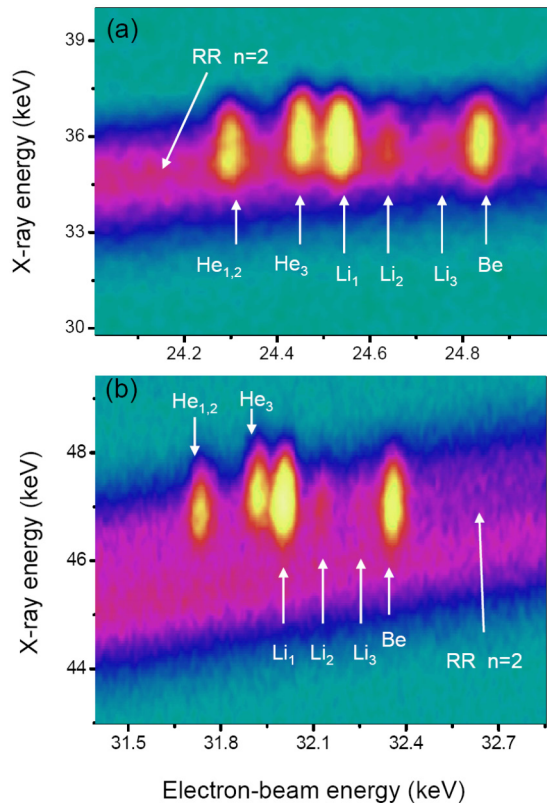 (a)
RR n=2
He1,2 He3 Li1 Li2 Li3 Be
X-ray energy (keV)
39
36
33
30
24.2 24.4 24.6 24.8
(b)
He1,2 He3
Li1 Li2 Li3 Be
RR n=2
X-ray energy (keV)
48
46
44
31.5 31.8 32.1 32.4 32.7
Electron-beam energy (keV)